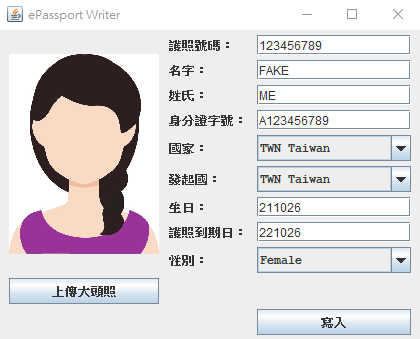 ePassport Writer
護照號碼： 123456789
名字： FAKE
姓氏： ME
身分證字號： A123456789
國家： TWN Taiwan
發起國： TWN Taiwan
生日： 211026
護照到期日： 221026
性別： Female
上傳大頭照
寫入